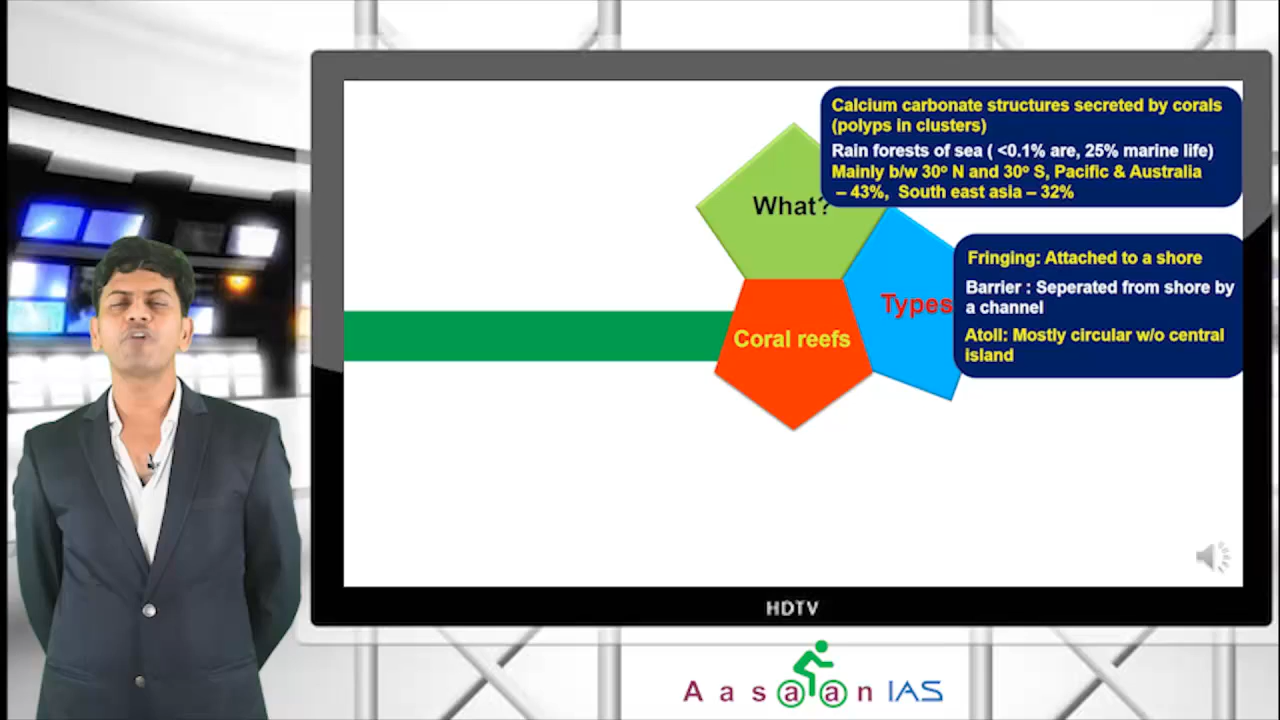 Calcium carbonate structures secreted by corals
(polyps in clusters)
Rain forests of sea ( <0.1% are, 25% marine life)
Mainly b/w 30º N and 30º S, Pacific & Australia
– 43%, South east asia – 32%
What?
Fringing: Attached to a shore
Barrier : Seperated from shore by
a channel
Types
Atoll: Mostly circular w/o central
island
Coral reefs
HDTV
Aasaan IAS